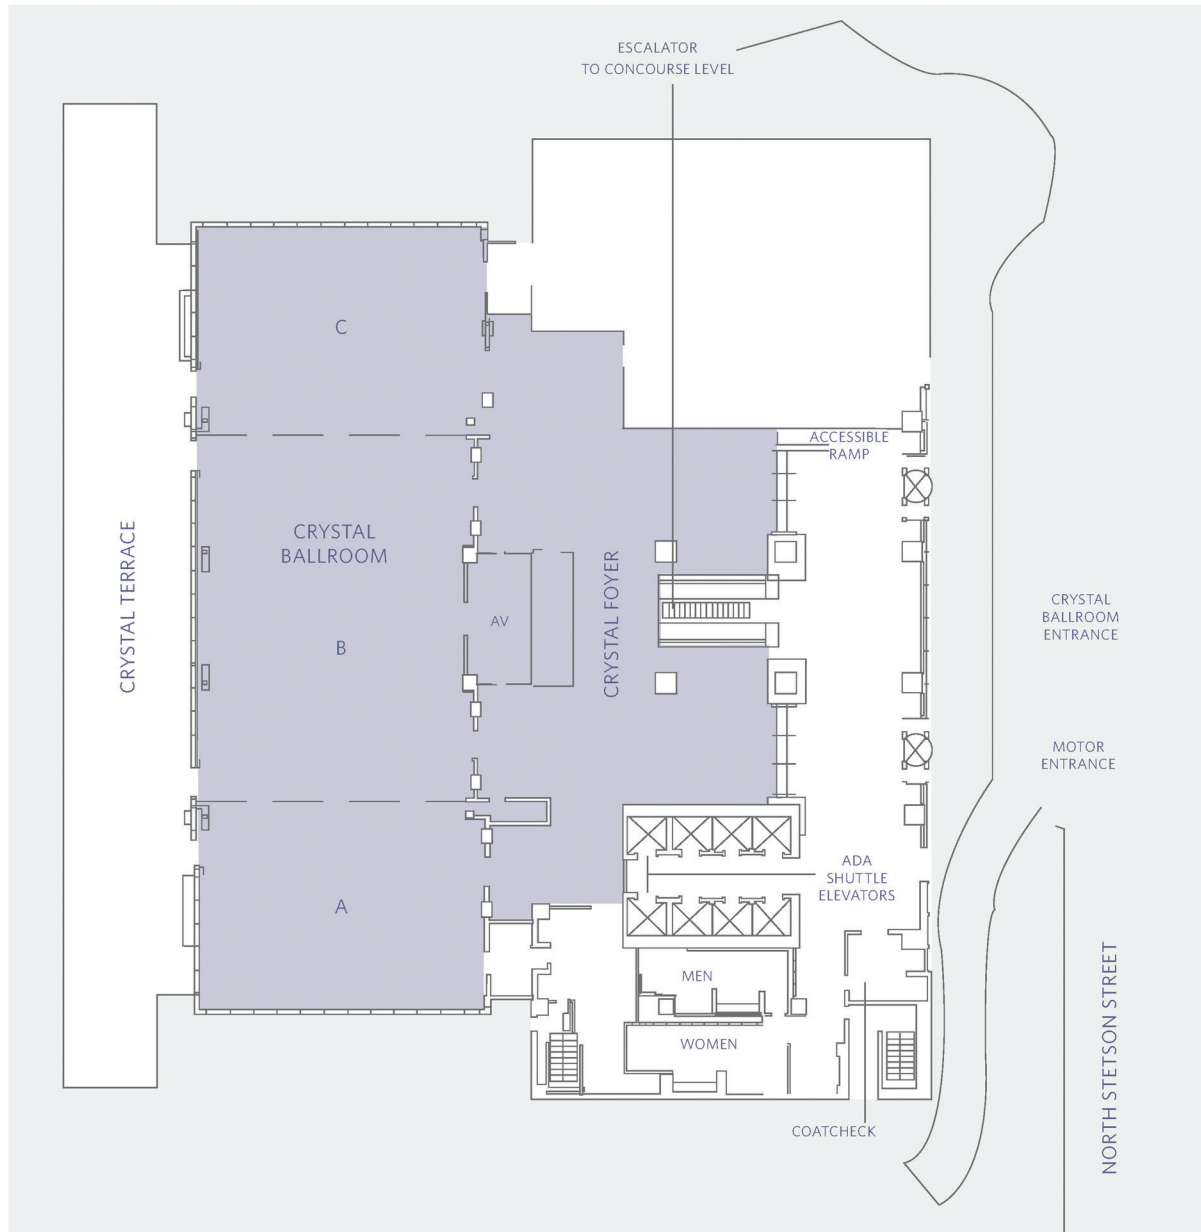 ESCALATOR
TO CONCOURSE LEVEL
C
ACCESSIBLE
RAMP
CRYSTAL
BALLROOM
CRYSTAL TERRACE
CRYSTAL FOYER
AV
B
CRYSTAL
BALLROOM
ENTRANCE
MOTOR
ENTRANCE
A
ADA
SHUTTLE
ELEVATORS
MEN
WOMEN
COATCHECK
NORTH STETSON STREET